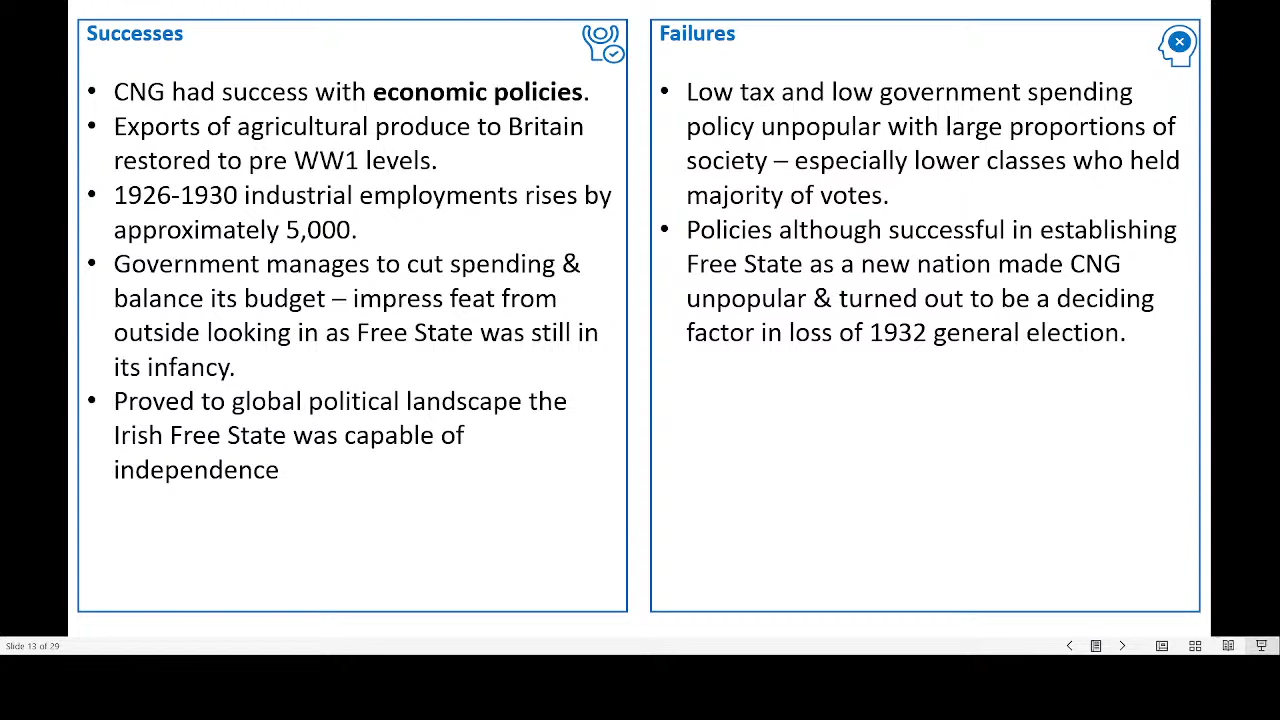 Successes
• CNG had success with economic policies.
• Exports of agricultural produce to Britain
restored to pre WW1 levels.
• 1926-1930 industrial employments rises by
approximately 5,000.
• Government manages to cut spending &
balance its budget – impress feat from
outside looking in as Free State was still in
its infancy.
• Proved to global political landscape the
Irish Free State was capable of
independence
Failures
• Low tax and low government spending
policy unpopular with large proportions of
society – especially lower classes who held
majority of votes.
• Policies although successful in establishing
Free State as a new nation made CNG
unpopular & turned out to be a deciding
factor in loss of 1932 general election.
Slide 13 of 29